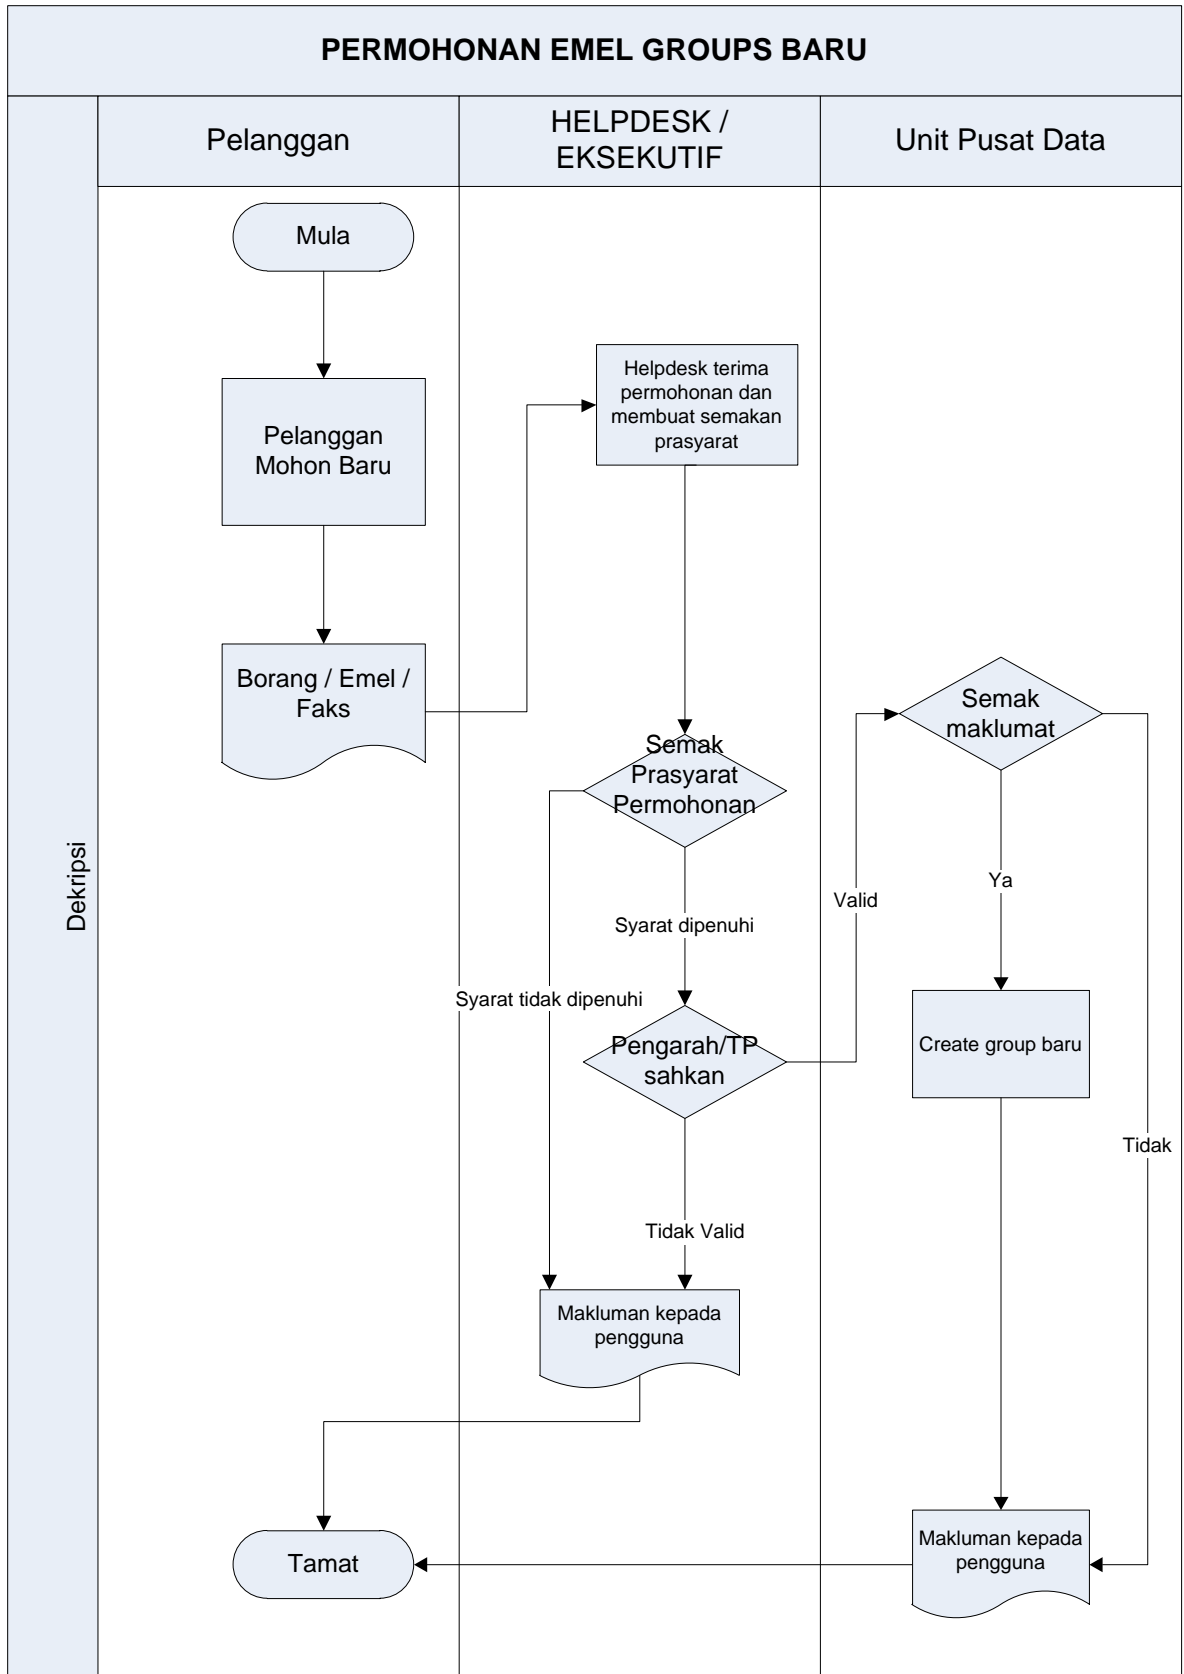 PERMOHONAN EMEL GROUPS BARU
Pelanggan
HELPDESK /
EKSEKUTIF
Unit Pusat Data
Dekripsi
Mula
Helpdesk terima
permohonan dan
membuat semakan
prasyarat
Pelanggan
Mohon Baru
Borang / Emel /
Faks
Semak
maklumat
Semak
Prasyarat
Permohonan
Ya
Valid
Syarat dipenuhi
Syarat tidak dipenuhi
Pengarah/TP
sahkan
Create group baru
Tidak
Tidak Valid
Makluman kepada
pengguna
Tamat
Makluman kepada
pengguna